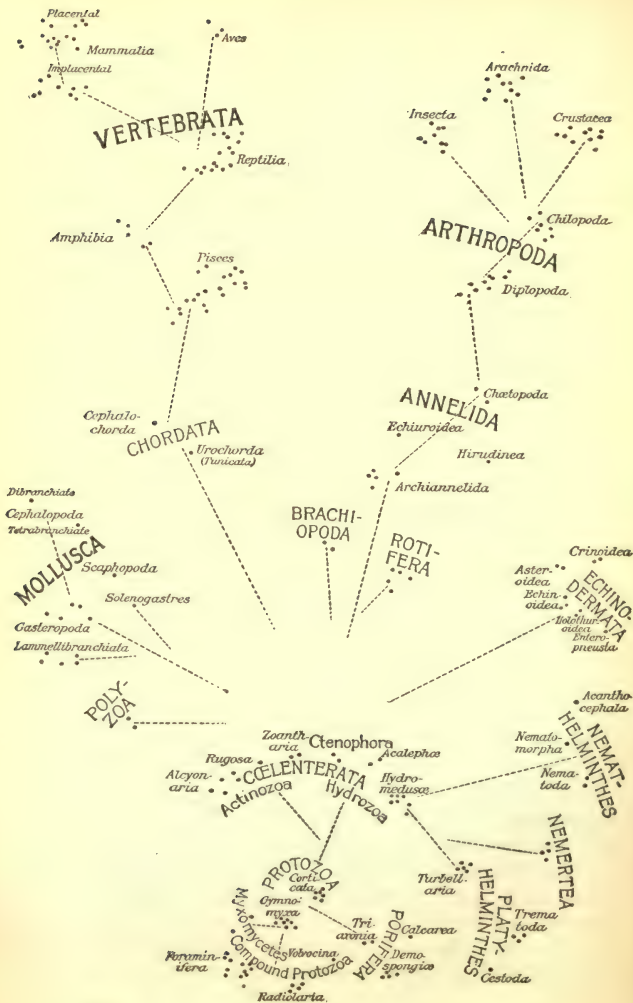 Placental
Mammalia
Implacental
Aves
VERTEBRATA
Reptilia
Amphibia
Pisces
Arachnida
Insecta
Crustacea
Chilopoda
ARTHROPODA
Diplopoda
Cephalo-
chorda
CHORDATA
Urochorda
(Tunicata)
Chætopoda
ANNELIDA
Echiuroidea
Hirudinea
Archiannelida
Dibranchiate
Cephalopoda
Tetrabranchiate
MOLLUSCA
Scaphopoda
Solenogastres
Gasteropoda
Lammellibranchiata
BRACHI-
OPODA
ROTI-
FERA
Crinoidea
Aster-
oidea
Echin-
oidea
ECHINO-
DERMATA
Holothur-
oidea
Entero-
pneusta
POLY-
ZOA
Acantho-
cephala
Nemato-
morpha
NEMAT-
HELMINTHES
Nema-
toda
Zoanth-
aria
Ctenophora
Rugosa
Acalephæ
Alcyon-
aria
CŒLENTERATA
Actinozoa
Hydrozoa
Hydro-
medusæ
NEMERTEA
Turbell-
aria
PLATY-
HELMINTHES
Trema-
toda
Cestoda
PROTOZOA
Corti-
cata
Gymno-
myxa
Myxomycetes
Volvocina
Compound Protozoa
Foramin-
ifera
Radiolaria
Tri-
axonia
PORIFERA
Calcarea
Demo-
spongiæ